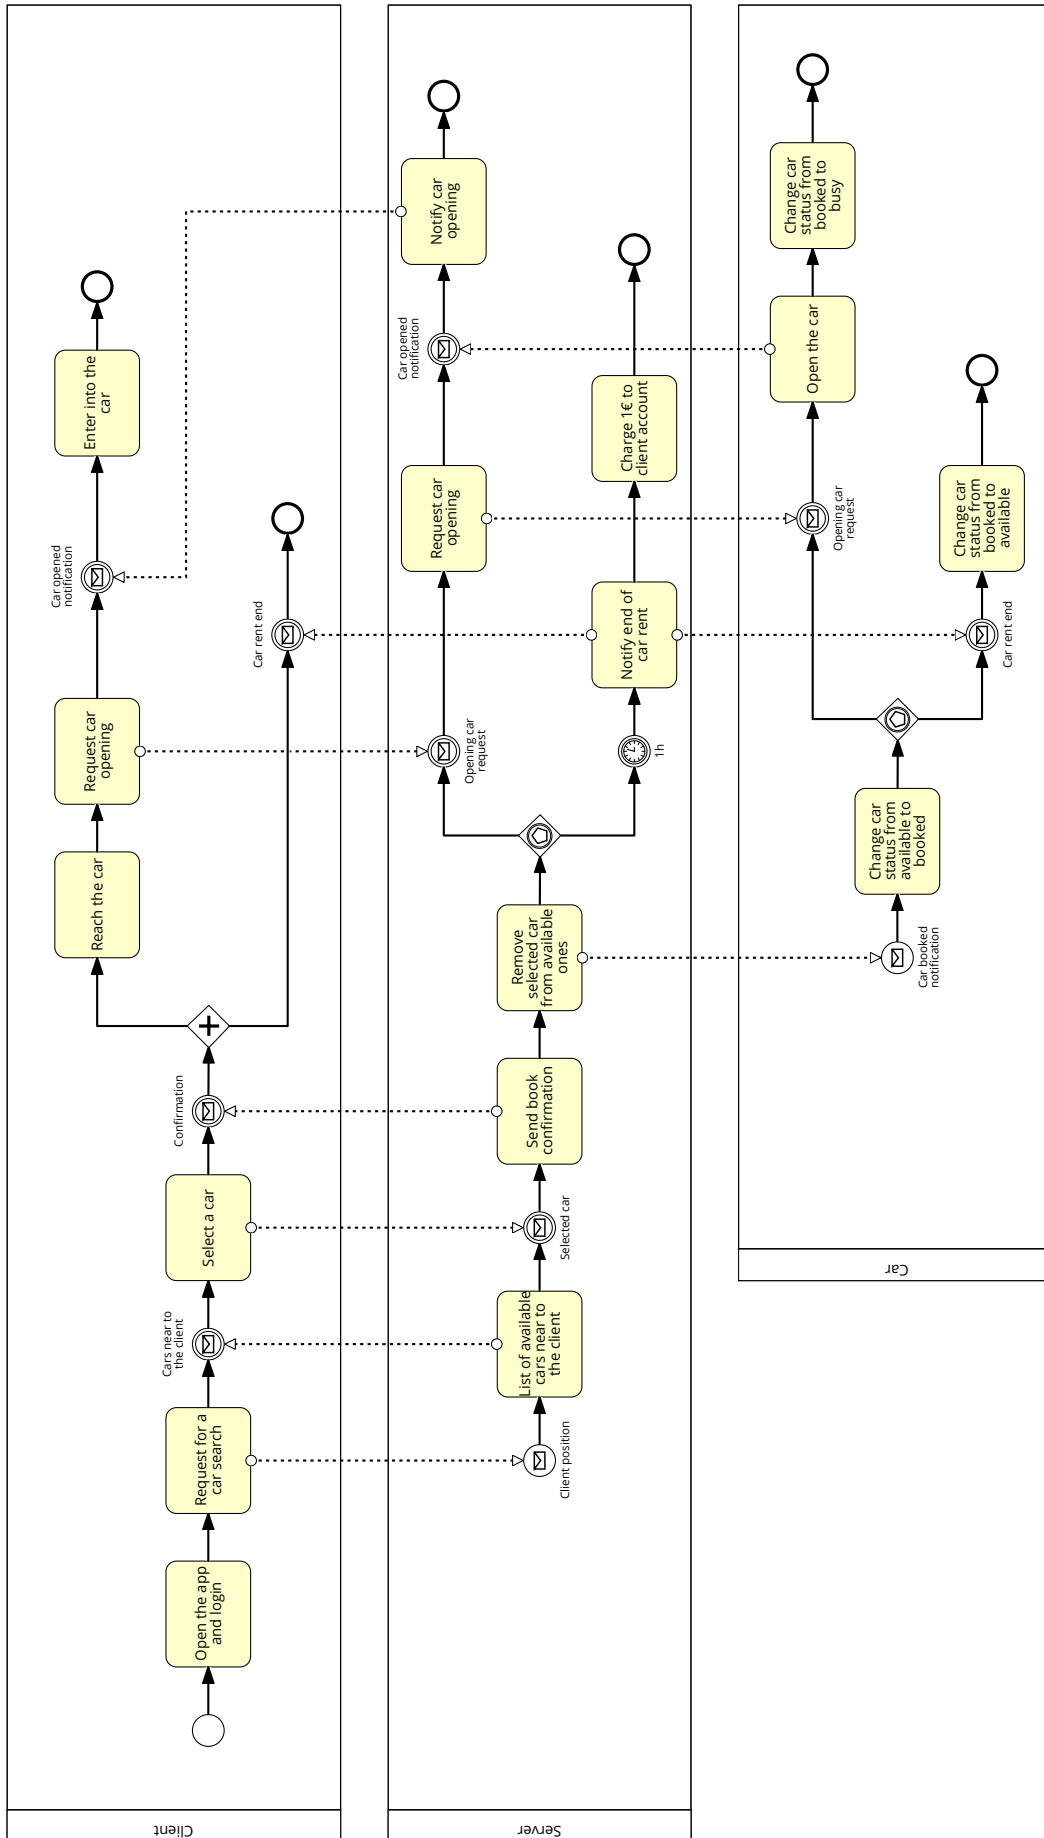 Client
Open the app
and login
Request for a
car search
Cars near to
the client
Select a car
Confirmation
Reach the car
Request car
opening
Car opened
notification
Enter into the
car
Car rent end
Server
Client position
List of available
cars near to
the client
Selected car
Send book
confirmation
Remove
selected car
from available
ones
Opening car
request
Request car
opening
Car opened
notification
Notify car
opening
1h
Notify end of
car rent
Charge 1€ to
client account
Car
Car booked
notification
Change car
status from
available to
booked
Opening car
request
Open the car
Change car
status from
booked to
busy
Car rent end
Change car
status from
booked to
available